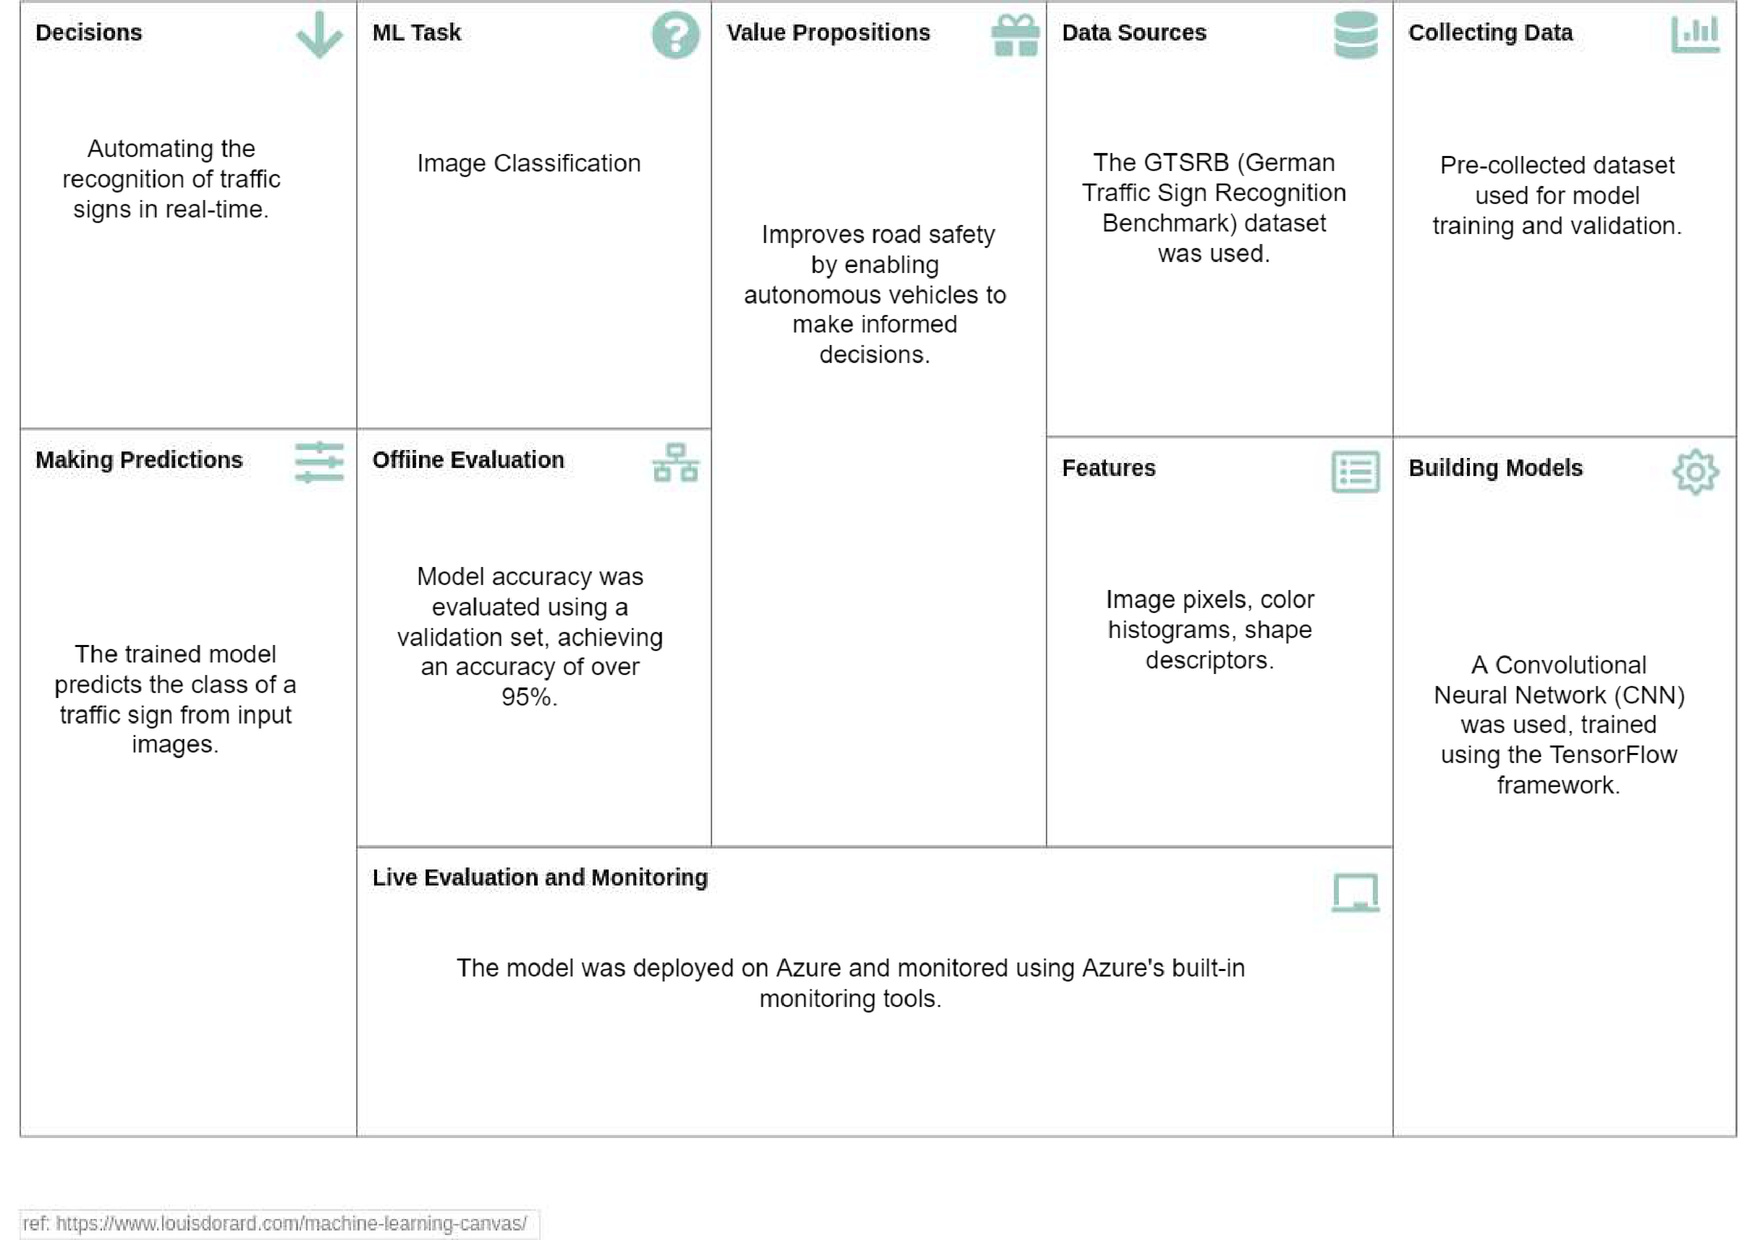 Decisions
Automating the
recognition of traffic
signs in real-time.
ML Task
Image Classification
Value Propositions
Improves road safety
by enabling
autonomous vehicles to
make informed
decisions.
Data Sources
The GTSRB (German
Traffic Sign Recognition
Benchmark) dataset
was used.
Collecting Data
Pre-collected dataset
used for model
training and validation.
Making Predictions
The trained model
predicts the class of a
traffic sign from input
images.
Offiine Evaluation
Model accuracy was
evaluated using a
validation set, achieving
an accuracy of over
95%.
Features
Image pixels, color
histograms, shape
descriptors.
Building Models
A Convolutional
Neural Network (CNN)
was used, trained
using the TensorFlow
framework.
Live Evaluation and Monitoring
The model was deployed on Azure and monitored using Azure's built-in
monitoring tools.
ref: https://www.louisdorard.com/machine-learning-canvas/